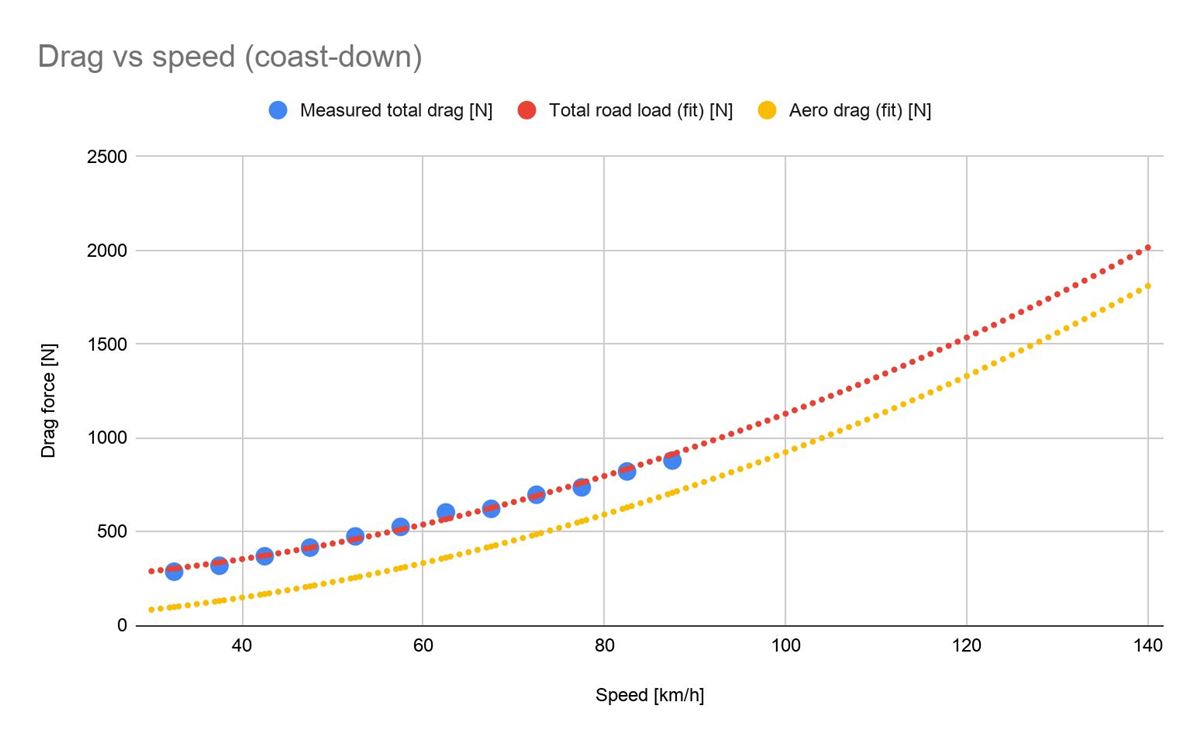 Drag vs speed (coast-down)
Measured total drag [N] Total road load (fit) [N] Aero drag (fit) [N]
2500
2000
1500
1000
500
0
Drag force [N]
40 60 80 100 120 140
Speed [km/h]